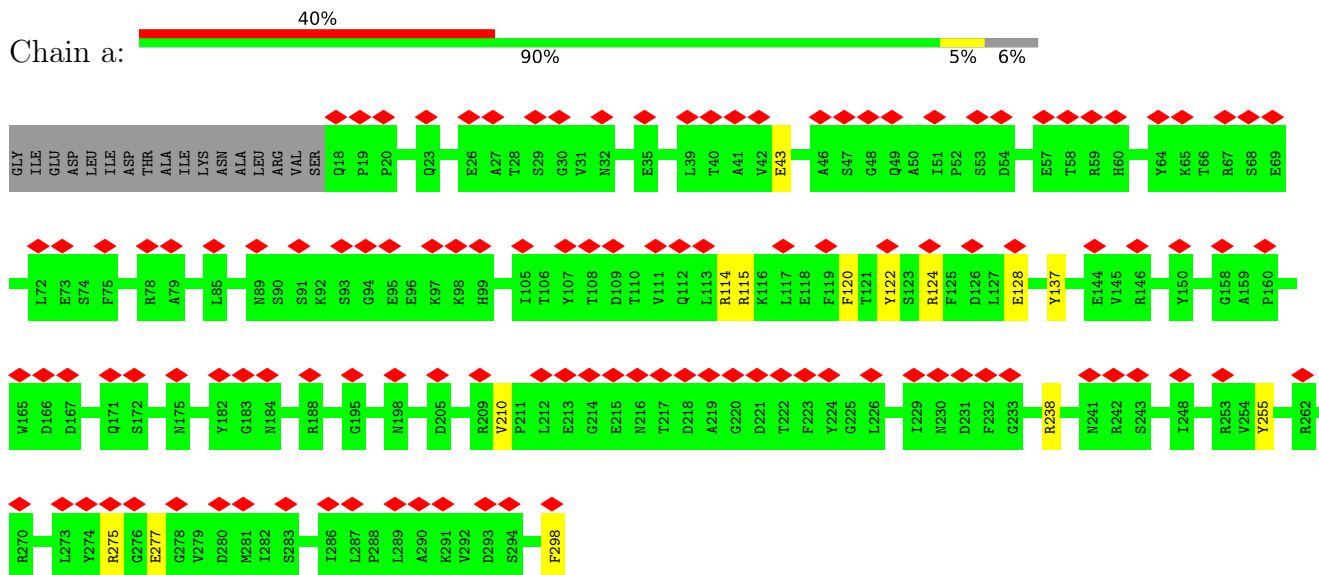 40%
Chain a:
90% 5% 6%
GLY ILE GLU ASP LEU ILE ILE ASP THR ALA ILE LYS ASN ALA LEU ARG VAL SER Q18 P19 P20 Q23 E26 A27 T28 S29 G30 V31 N32 E35 L39 T40 A41 V42 E43 A46 S47 G48 Q49 A50 I51 P52 S53 D54 E57 T58 R59 H60 Y64 K65 T66 R67 S68 E69
L72 E73 S74 F75 R78 A79 L85 N89 S90 S91 K92 S93 G94 E95 E96 K97 K98 H99 I105 T106 Y107 T108 D109 T110 V111 Q112 L113 R114 R115 K116 L117 E118 F119 F120 T121 Y122 S123 R124 F125 D126 L127 E128 Y137 E144 V145 R146 Y150 G158 A159 P160
W165 D166 D167 Q171 S172 N175 Y182 G183 N184 R188 G195 N198 D205 R209 V210 P211 L212 E213 G214 E215 N216 T217 D218 A219 G220 D221 T222 F223 Y224 G225 L226 I229 N230 D231 F232 G233 R238 N241 R242 S243 I248 R253 V254 Y255 R262
R270 L273 Y274 R275 G276 E277 G278 V279 D280 M281 I282 S283 I286 L287 P288 L289 A290 K291 V292 D293 S294 F298